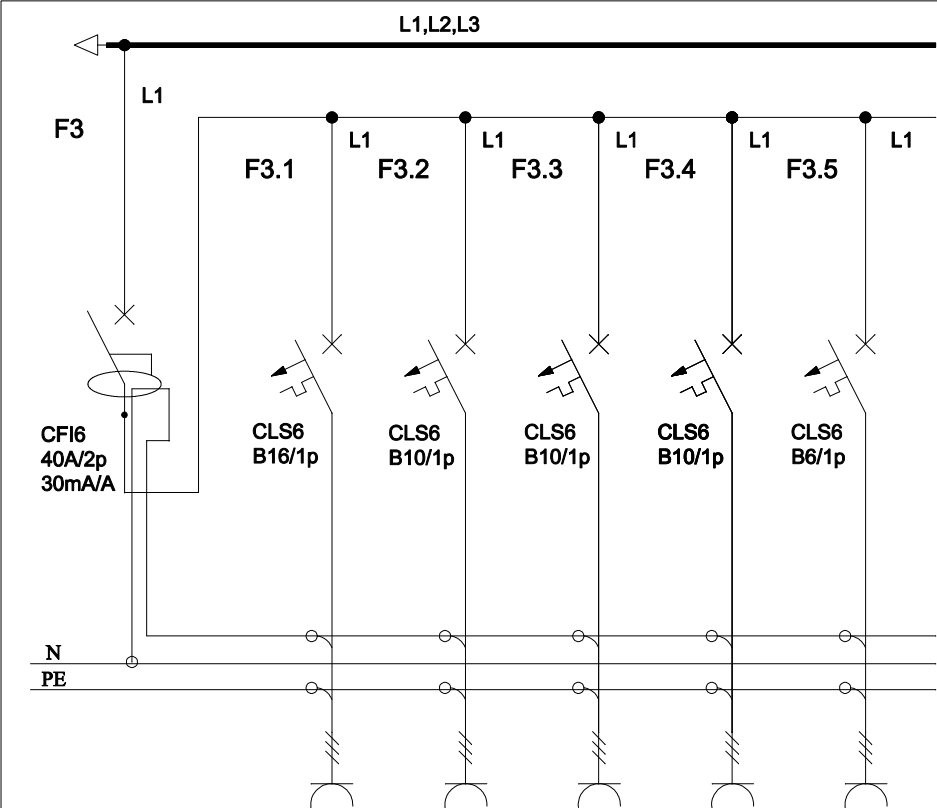 L1,L2,L3
L1
F3
L1
L1
L1
L1
L1
F3.1
F3.2
F3.3
F3.4
F3.5
CFI6
40A/2p
30mA/A
CLS6
B16/1p
CLS6
B10/1p
CLS6
B10/1p
CLS6
B10/1p
CLS6
B6/1p
N
PE